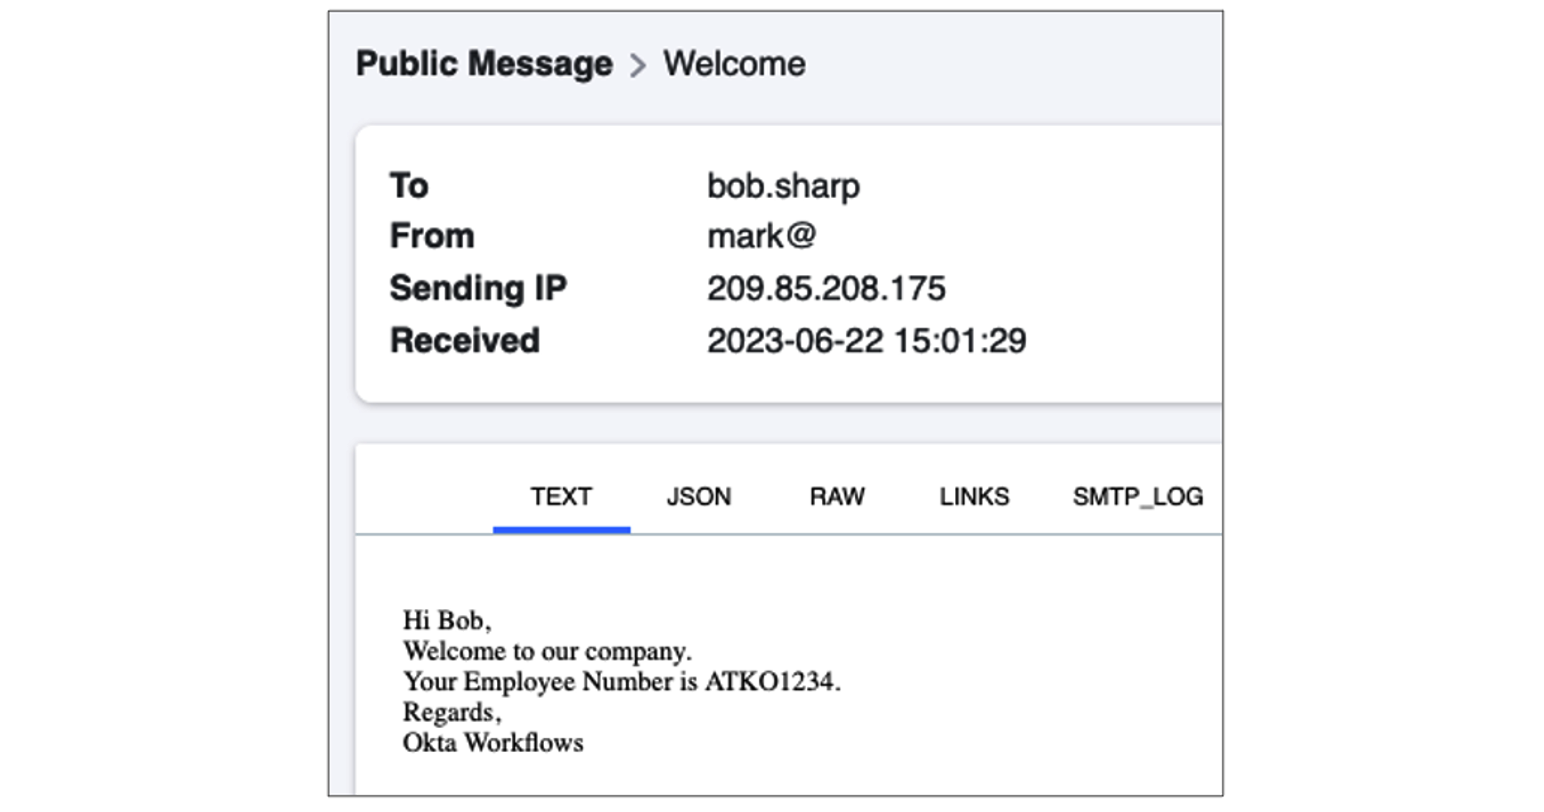 Public Message > Welcome
To bob.sharp
From mark@
Sending IP 209.85.208.175
Received 2023-06-22 15:01:29
TEXT JSON RAW LINKS SMTP_LOG
Hi Bob,
Welcome to our company.
Your Employee Number is ATKO1234.
Regards,
Okta Workflows